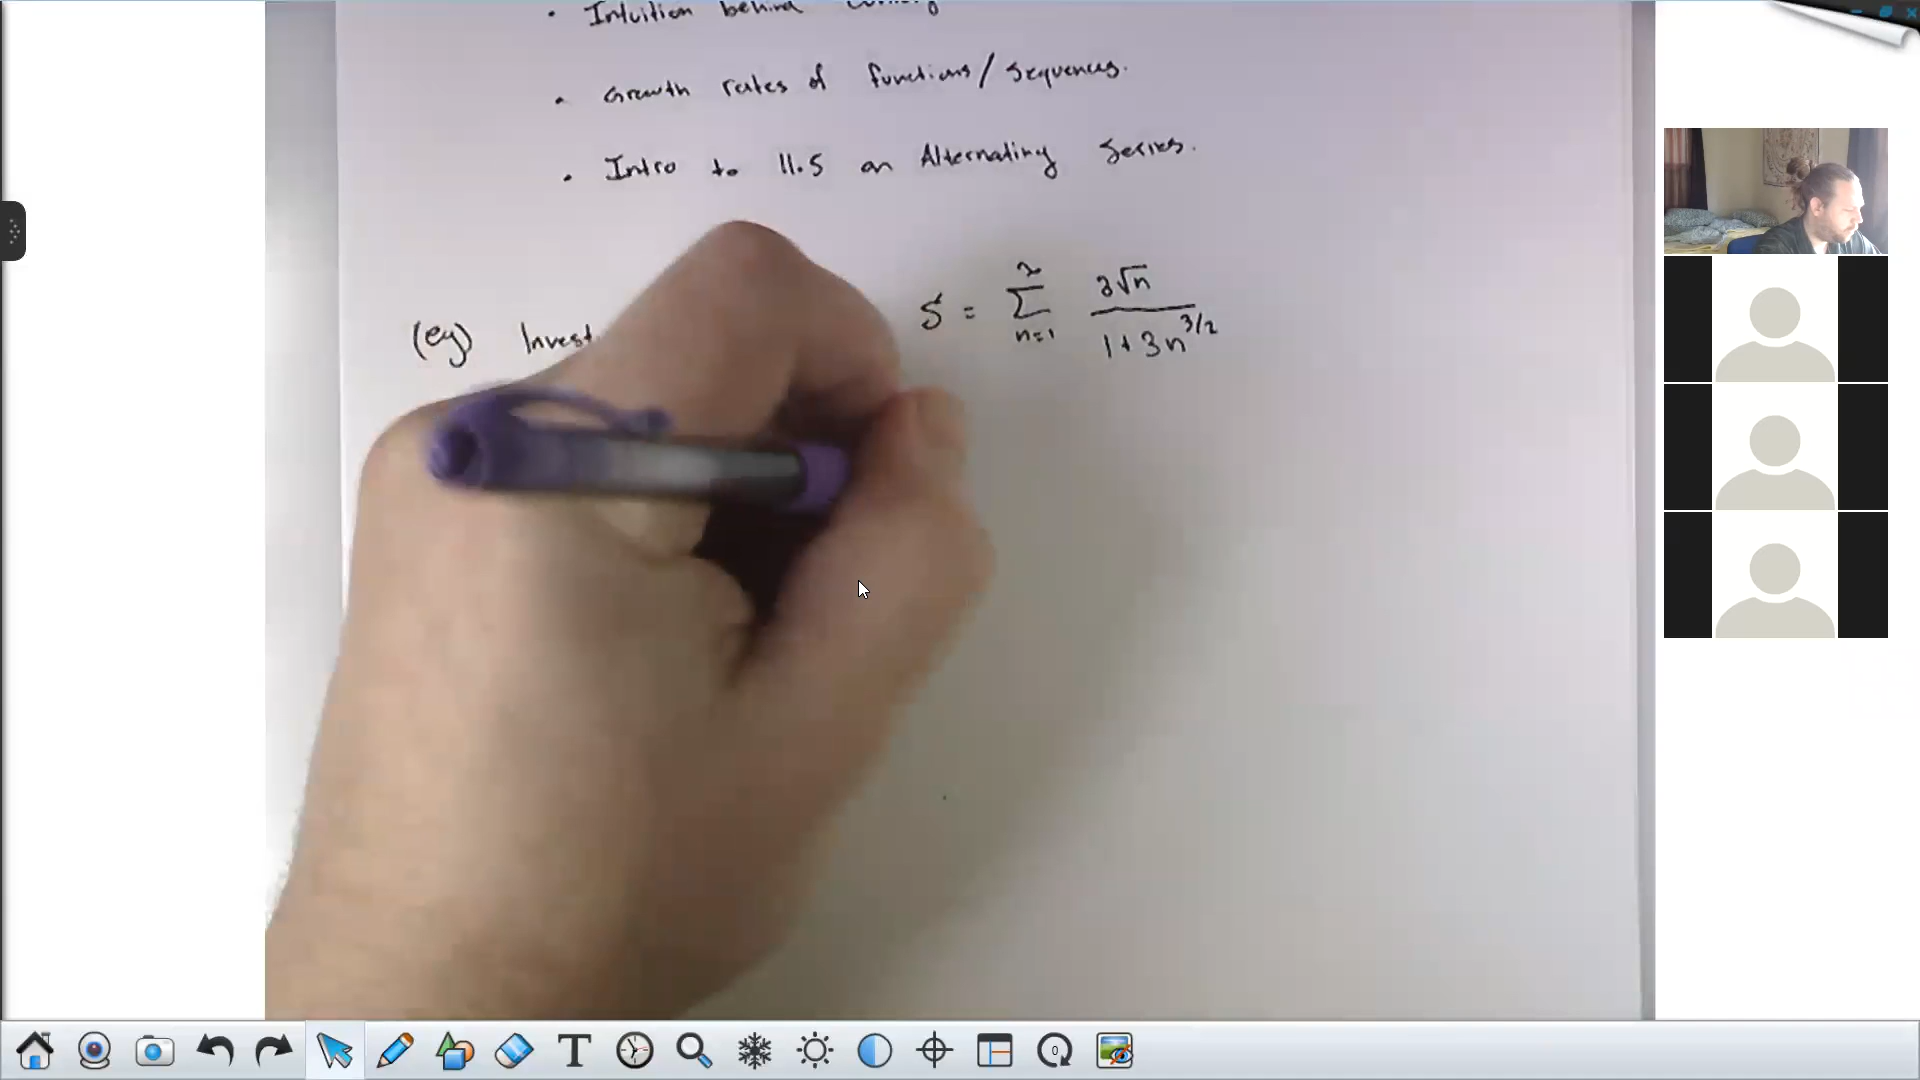 • Intuition behind
• Growth rates of functions/sequences.
• Intro to 11.5 on Alternating Series.
(eg) Invest
S = ∑_{n=1}^{∞} 2√n / (1+3n^{3/2})
T
0